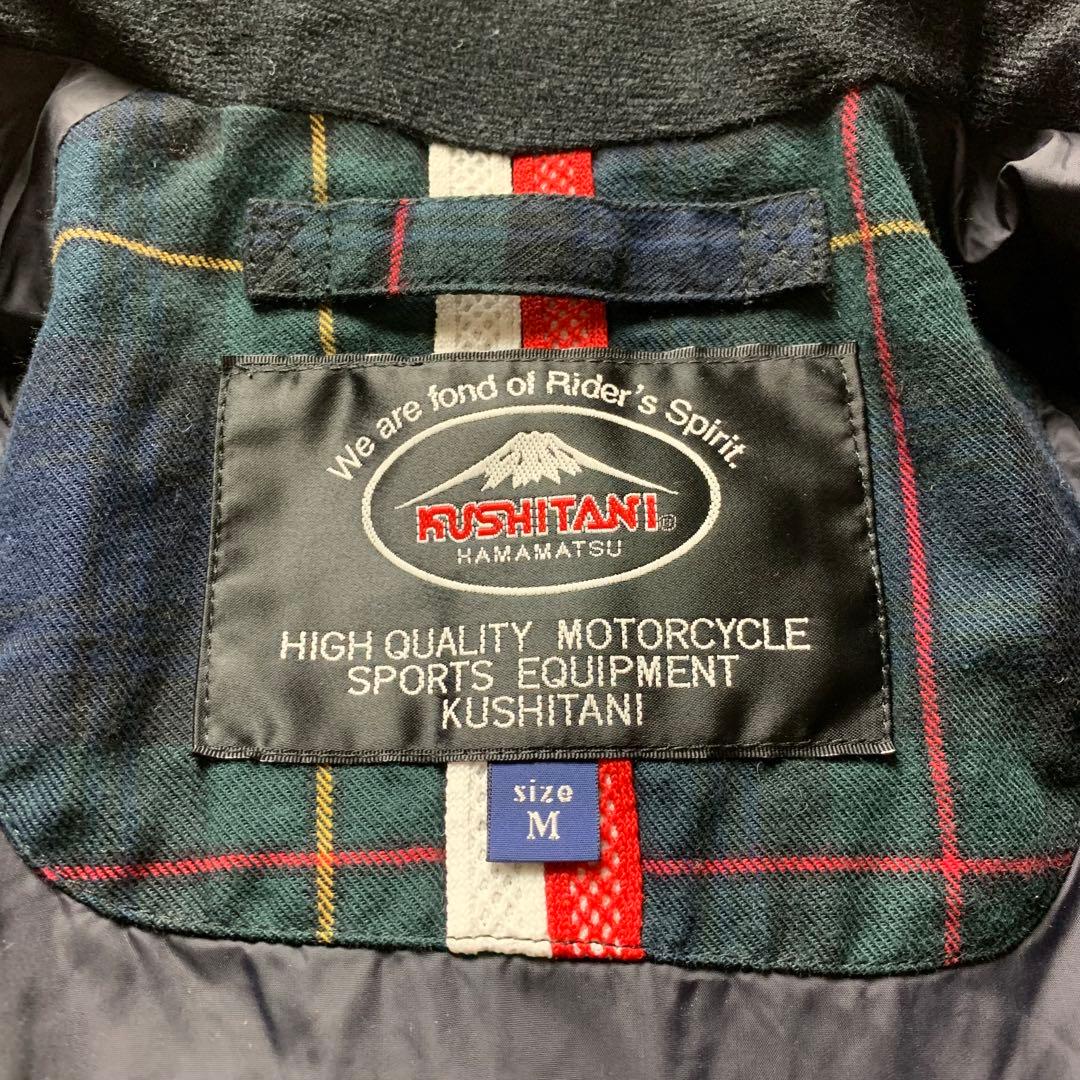 We are fond of Rider's Spirit.
KUSHITANI®
HAMAMATSU
HIGH QUALITY MOTORCYCLE
SPORTS EQUIPMENT
KUSHITANI
size
M